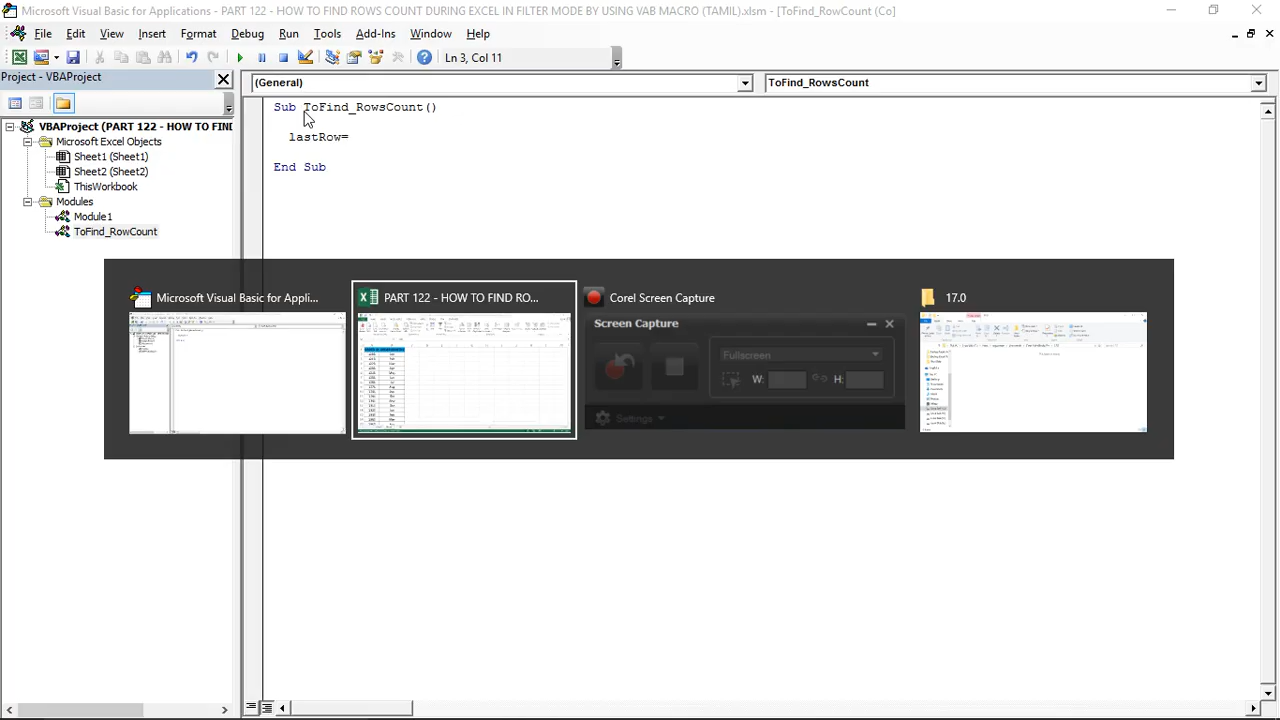 Microsoft Visual Basic for Applications - PART 122 - HOW TO FIND ROWS COUNT DURING EXCEL IN FILTER MODE BY USING VAB MACRO (TAMIL).xlsm - [ToFind_RowCount (Co]
File Edit View Insert Format Debug Run Tools Add-Ins Window Help
Ln 3, Col 11
Project - VBAProject
(General)
ToFind_RowsCount
VBAProject (PART 122 - HOW TO FIND
Microsoft Excel Objects
Sheet1 (Sheet1)
Sheet2 (Sheet2)
ThisWorkbook
Modules
Module1
ToFind_RowCount
Sub ToFind_RowsCount()
lastRow=
End Sub
Microsoft Visual Basic for Appli...
PART 122 - HOW TO FIND RO...
Corel Screen Capture
17.0
Screen Capture
Fullscreen
W:
H:
Settings